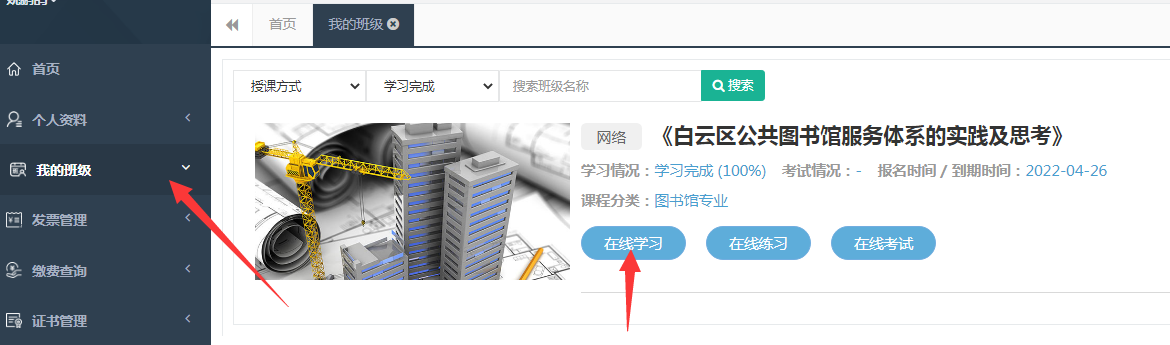 首页
我的班级
首页
个人资料
我的班级
发票管理
缴费查询
证书管理
授课方式
学习完成
搜索班级名称
搜索
网络
《白云区公共图书馆服务体系的实践及思考》
学习情况：学习完成 (100%) 考试情况：- 报名时间 / 到期时间：2022-04-26
课程分类：图书馆专业
在线学习
在线练习
在线考试